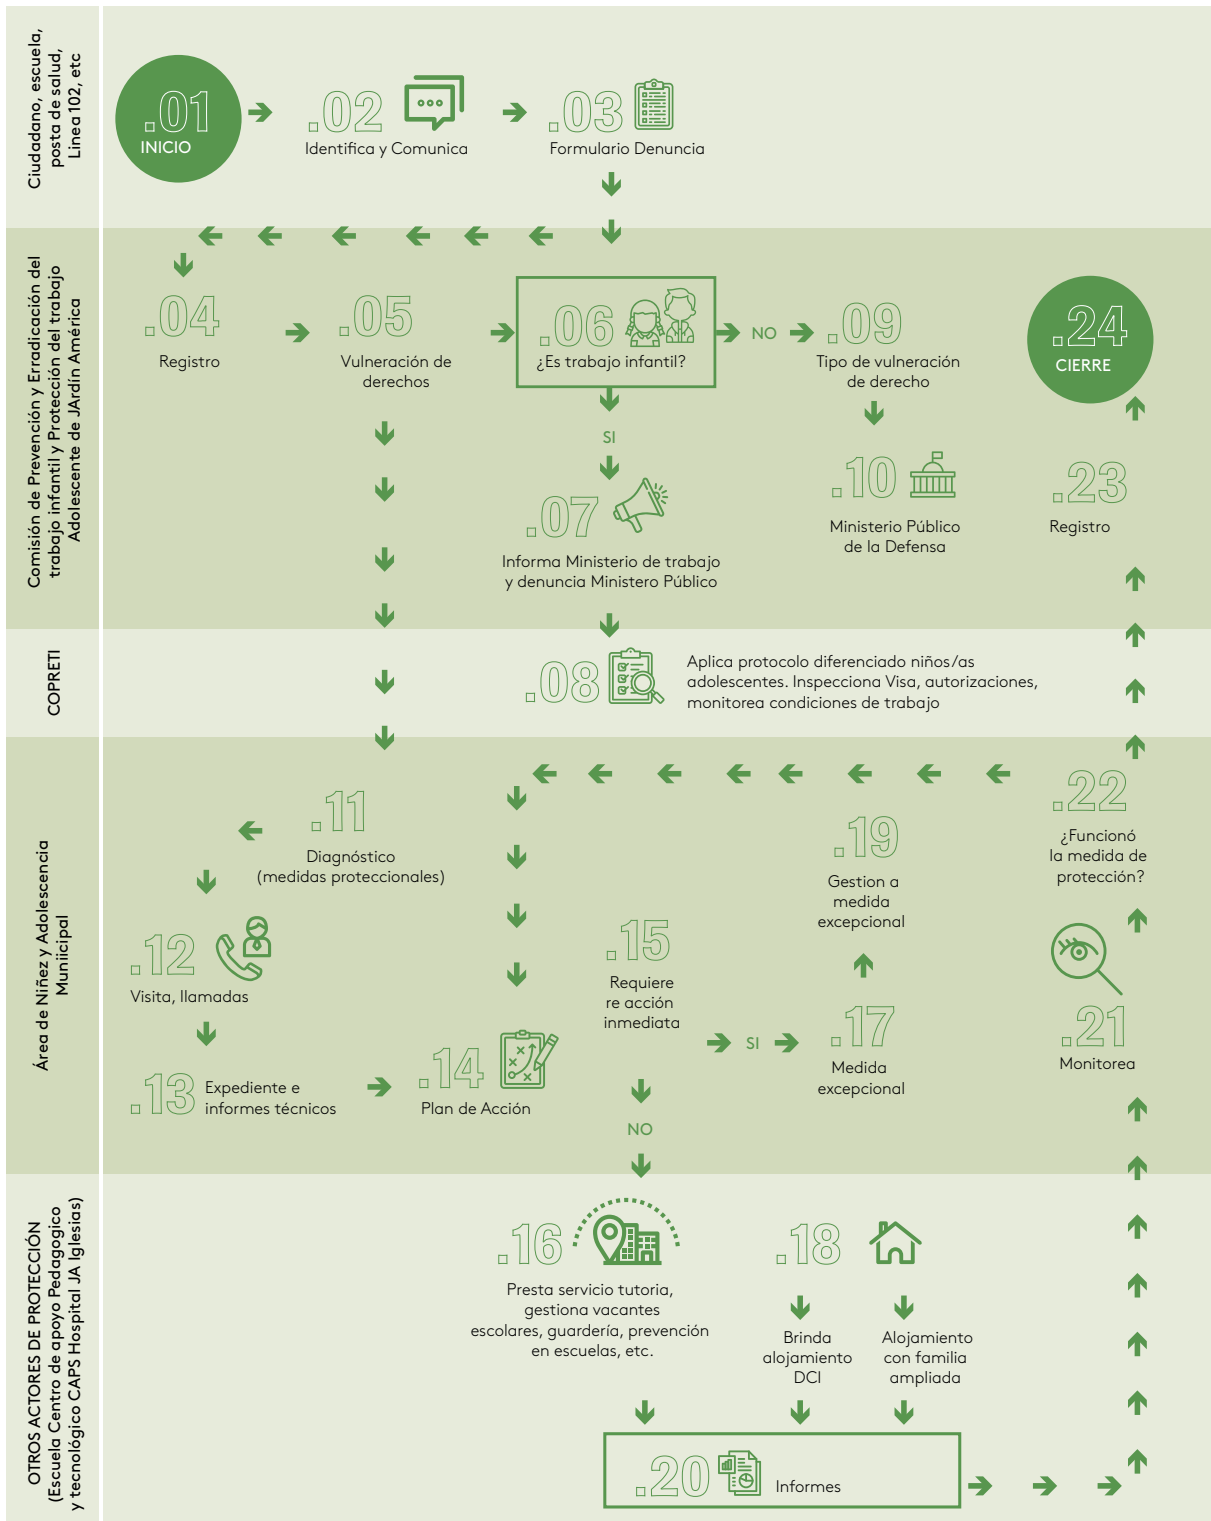 Ciudadano, escuela,
posta de salud,
Linea 102, etc
.01
INICIO
.02
Identifica y Comunica
.03
Formulario Denuncia
Comisión de Prevención y Erradicación del
trabajo infantil y Protección del trabajo
Adolescente de JArdín América
.04
Registro
.05
Vulneración de
derechos
.06
¿Es trabajo infantil?
NO
.09
Tipo de vulneración
de derecho
.24
CIERRE
SI
.07
Informa Ministerio de trabajo
y denuncia Ministero Público
.10
Ministerio Público
de la Defensa
.23
Registro
COPRETI
.08
Aplica protocolo diferenciado niños/as
adolescentes. Inspecciona Visa, autorizaciones,
monitorea condiciones de trabajo
Área de Niñez y Adolescencia
Muniicipal
.11
Diagnóstico
(medidas proteccionales)
.12
Visita, llamadas
.13
Expediente e
informes técnicos
.14
Plan de Acción
.15
Requiere
re acción
inmediata
SI
NO
.17
Medida
excepcional
.19
Gestion a
medida
excepcional
.22
¿Funcionó
la medida de
protección?
.21
Monitorea
OTROS ACTORES DE PROTECCIÓN
(Escuela Centro de apoyo Pedagogico
y tecnológico CAPS Hospital JA Iglesias)
.16
Presta servicio tutoria,
gestiona vacantes
escolares, guardería, prevención
en escuelas, etc.
.18
Brinda
alojamiento
DCI
Alojamiento
con familia
ampliada
.20
Informes